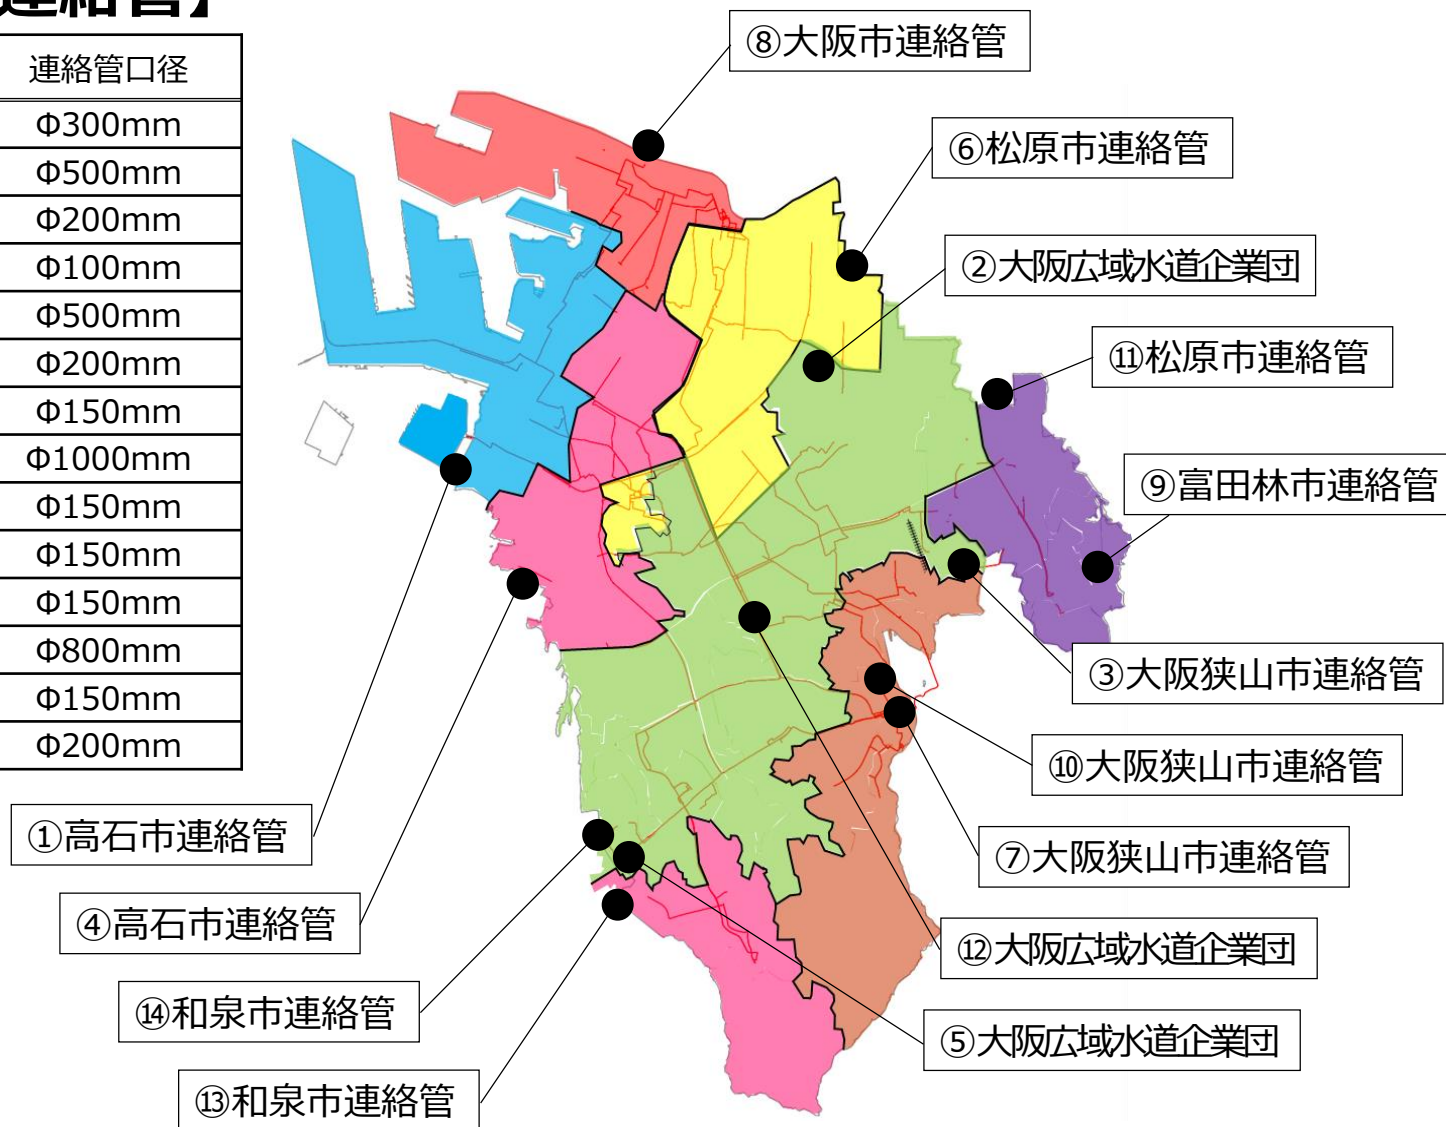 連絡管】
連絡管口径
Φ300mm
Φ500mm
Φ200mm
Φ100mm
Φ500mm
Φ200mm
Φ150mm
Φ1000mm
Φ150mm
Φ150mm
Φ150mm
Φ800mm
Φ150mm
Φ200mm
⑧大阪市連絡管
⑥松原市連絡管
②大阪広域水道企業団
⑪松原市連絡管
⑨富田林市連絡管
③大阪狭山市連絡管
⑩大阪狭山市連絡管
⑦大阪狭山市連絡管
⑫大阪広域水道企業団
⑤大阪広域水道企業団
①高石市連絡管
④高石市連絡管
⑭和泉市連絡管
⑬和泉市連絡管